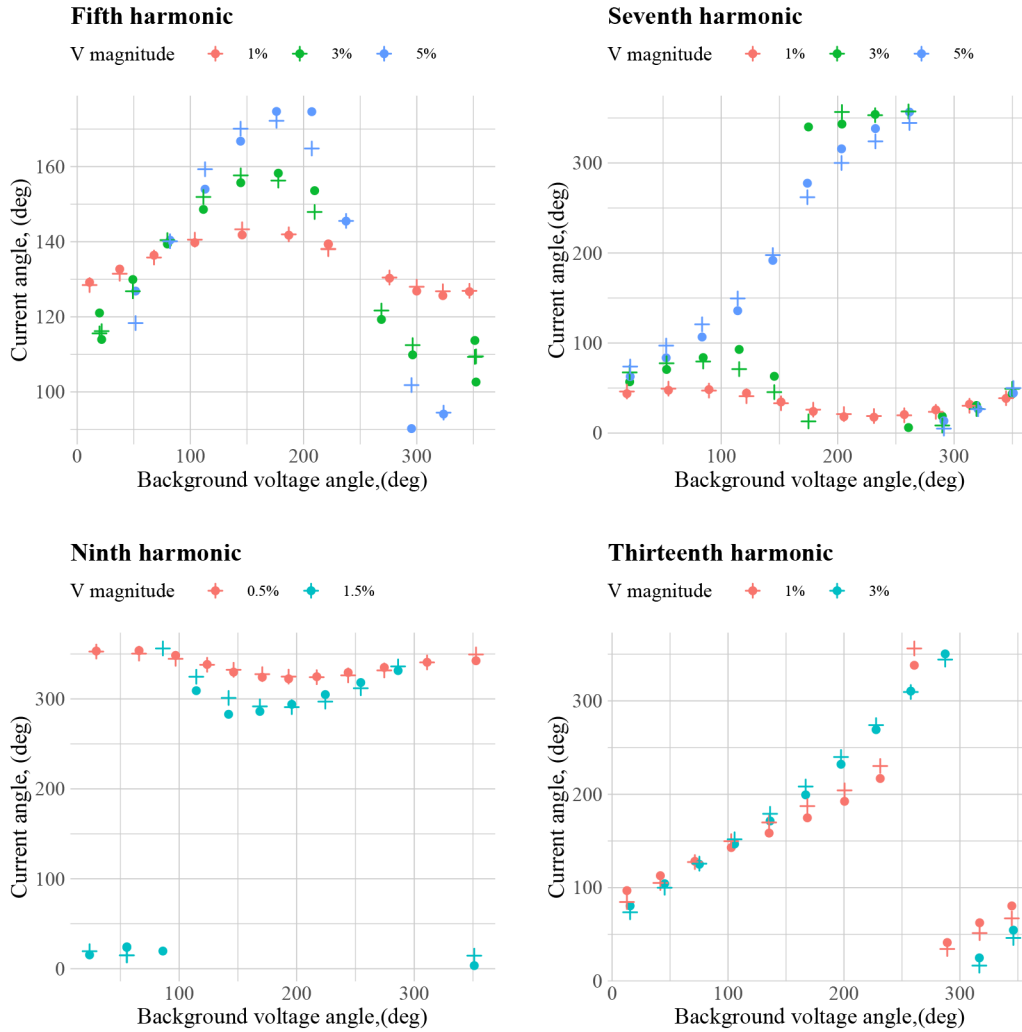 Fifth harmonic
V magnitude 1% 3% 5%
Current angle, (deg)
160
140
120
100
0 100 200 300
Background voltage angle,(deg)
Seventh harmonic
V magnitude 1% 3% 5%
Current angle,(deg)
300
200
100
0
100 200 300
Background voltage angle,(deg)
Ninth harmonic
V magnitude 0.5% 1.5%
Current angle, (deg)
300
200
100
0
100 200 300
Background voltage angle,(deg)
Thirteenth harmonic
V magnitude 1% 3%
Current angle, (deg)
300
200
100
0
0 100 200 300
Background voltage angle,(deg)